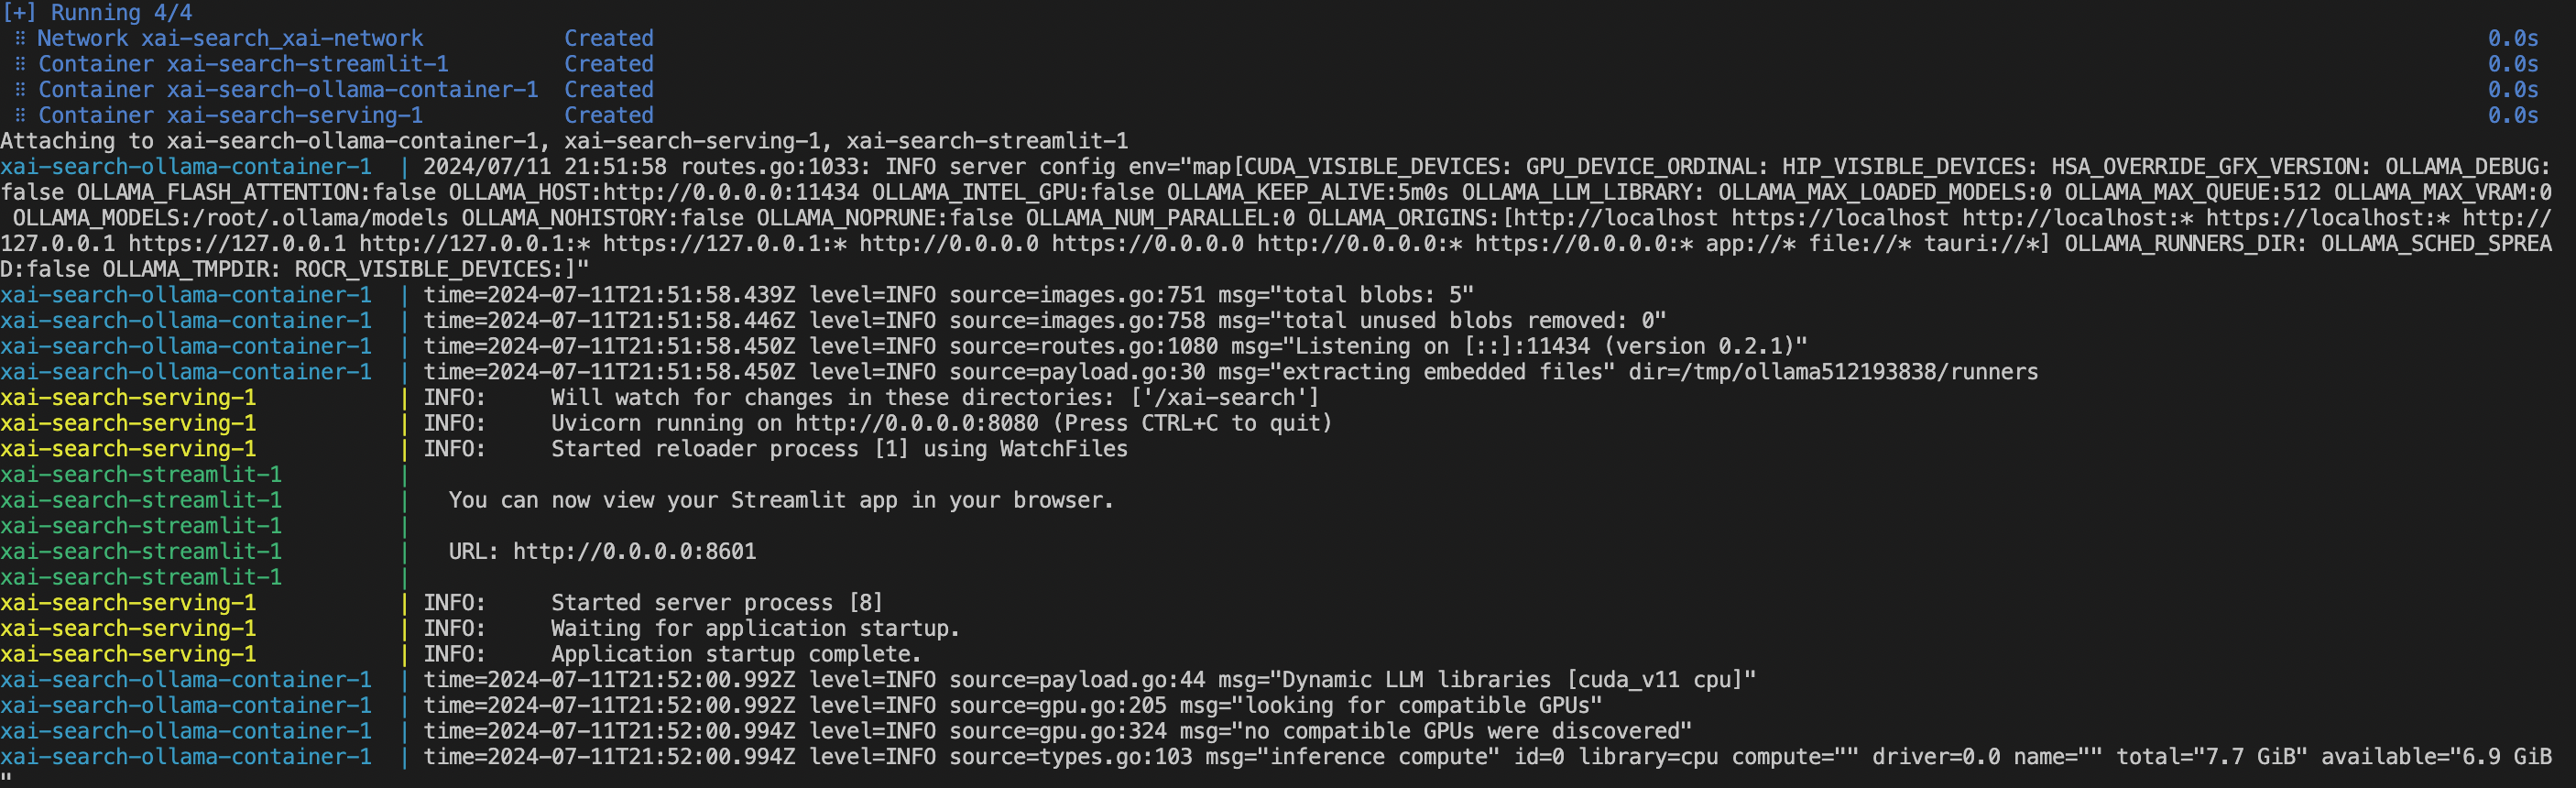 [+] Running 4/4
⠿ Network xai-search_xai-network Created 0.0s
⠿ Container xai-search-streamlit-1 Created 0.0s
⠿ Container xai-search-ollama-container-1 Created 0.0s
⠿ Container xai-search-serving-1 Created 0.0s
Attaching to xai-search-ollama-container-1, xai-search-serving-1, xai-search-streamlit-1
xai-search-ollama-container-1 | 2024/07/11 21:51:58 routes.go:1033: INFO server config env="map[CUDA_VISIBLE_DEVICES: GPU_DEVICE_ORDINAL: HIP_VISIBLE_DEVICES: HSA_OVERRIDE_GFX_VERSION: OLLAMA_DEBUG:
false OLLAMA_FLASH_ATTENTION:false OLLAMA_HOST:http://0.0.0.0:11434 OLLAMA_INTEL_GPU:false OLLAMA_KEEP_ALIVE:5m0s OLLAMA_LLM_LIBRARY: OLLAMA_MAX_LOADED_MODELS:0 OLLAMA_MAX_QUEUE:512 OLLAMA_MAX_VRAM:0
OLLAMA_MODELS:/root/.ollama/models OLLAMA_NOHISTORY:false OLLAMA_NOPRUNE:false OLLAMA_NUM_PARALLEL:0 OLLAMA_ORIGINS:[http://localhost https://localhost http://localhost:* https://localhost:* http://
127.0.0.1 https://127.0.0.1 http://127.0.0.1:* https://127.0.0.1:* http://0.0.0.0 https://0.0.0.0 http://0.0.0.0:* https://0.0.0.0:* app://* file://* tauri://*] OLLAMA_RUNNERS_DIR: OLLAMA_SCHED_SPREA
D:false OLLAMA_TMPDIR: ROCR_VISIBLE_DEVICES:]"
xai-search-ollama-container-1 | time=2024-07-11T21:51:58.439Z level=INFO source=images.go:751 msg="total blobs: 5"
xai-search-ollama-container-1 | time=2024-07-11T21:51:58.446Z level=INFO source=images.go:758 msg="total unused blobs removed: 0"
xai-search-ollama-container-1 | time=2024-07-11T21:51:58.450Z level=INFO source=routes.go:1080 msg="Listening on [::]:11434 (version 0.2.1)"
xai-search-ollama-container-1 | time=2024-07-11T21:51:58.450Z level=INFO source=payload.go:30 msg="extracting embedded files" dir=/tmp/ollama512193838/runners
xai-search-serving-1 | INFO: Will watch for changes in these directories: ['/xai-search']
xai-search-serving-1 | INFO: Uvicorn running on http://0.0.0.0:8080 (Press CTRL+C to quit)
xai-search-serving-1 | INFO: Started reloader process [1] using WatchFiles
xai-search-streamlit-1 |
xai-search-streamlit-1 | You can now view your Streamlit app in your browser.
xai-search-streamlit-1 |
xai-search-streamlit-1 | URL: http://0.0.0.0:8601
xai-search-streamlit-1 |
xai-search-serving-1 | INFO: Started server process [8]
xai-search-serving-1 | INFO: Waiting for application startup.
xai-search-serving-1 | INFO: Application startup complete.
xai-search-ollama-container-1 | time=2024-07-11T21:52:00.992Z level=INFO source=payload.go:44 msg="Dynamic LLM libraries [cuda_v11 cpu]"
xai-search-ollama-container-1 | time=2024-07-11T21:52:00.992Z level=INFO source=gpu.go:205 msg="looking for compatible GPUs"
xai-search-ollama-container-1 | time=2024-07-11T21:52:00.994Z level=INFO source=gpu.go:324 msg="no compatible GPUs were discovered"
xai-search-ollama-container-1 | time=2024-07-11T21:52:00.994Z level=INFO source=types.go:103 msg="inference compute" id=0 library=cpu compute="" driver=0.0 name="" total="7.7 GiB" available="6.9 GiB
"